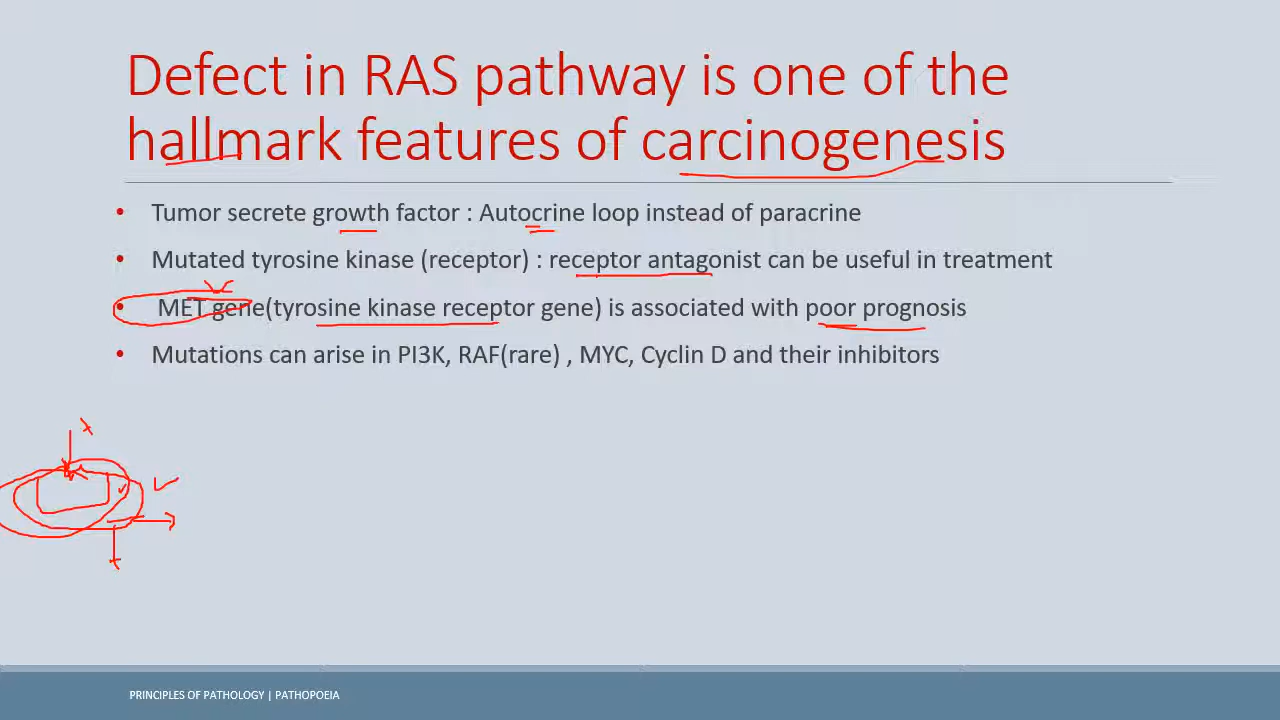 Defect in RAS pathway is one of the
hallmark features of carcinogenesis
• Tumor secrete growth factor : Autocrine loop instead of paracrine
• Mutated tyrosine kinase (receptor) : receptor antagonist can be useful in treatment
• MET gene(tyrosine kinase receptor gene) is associated with poor prognosis
• Mutations can arise in PI3K, RAF(rare) , MYC, Cyclin D and their inhibitors
PRINCIPLES OF PATHOLOGY | PATHOPOEIA